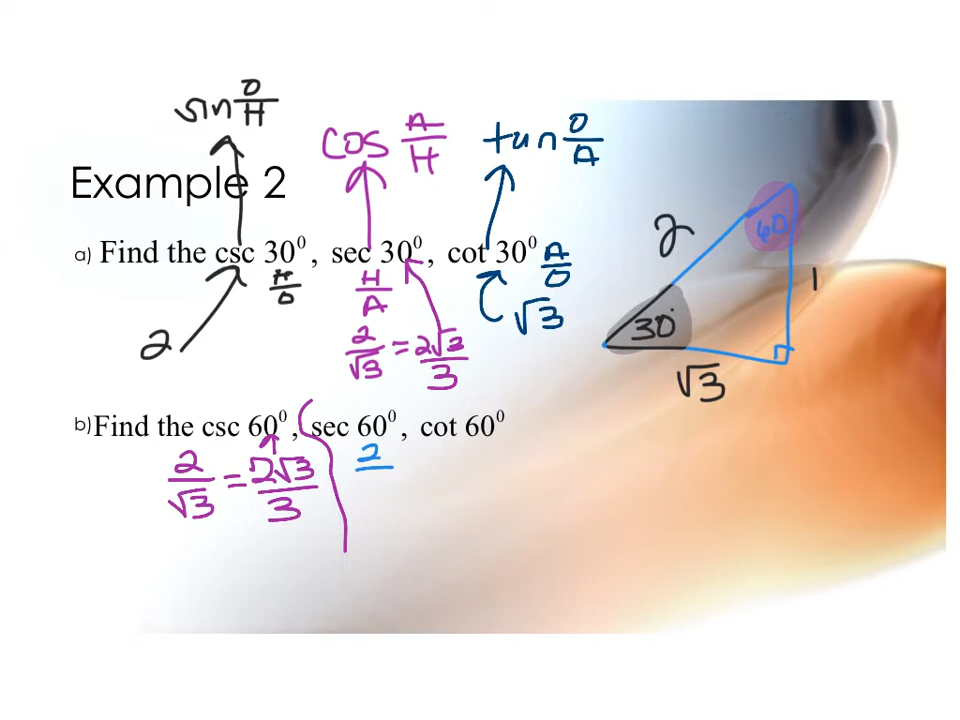 sin O/H
cos A/H tan O/A
Example 2
a) Find the csc 30⁰, sec 30⁰, cot 30⁰ A/O
H/O H/A √3
2 2/√3 = 2√3/3
b) Find the csc 60⁰, sec 60⁰, cot 60⁰
2/√3 = 2√3/3 2
60°
2
1
30°
√3